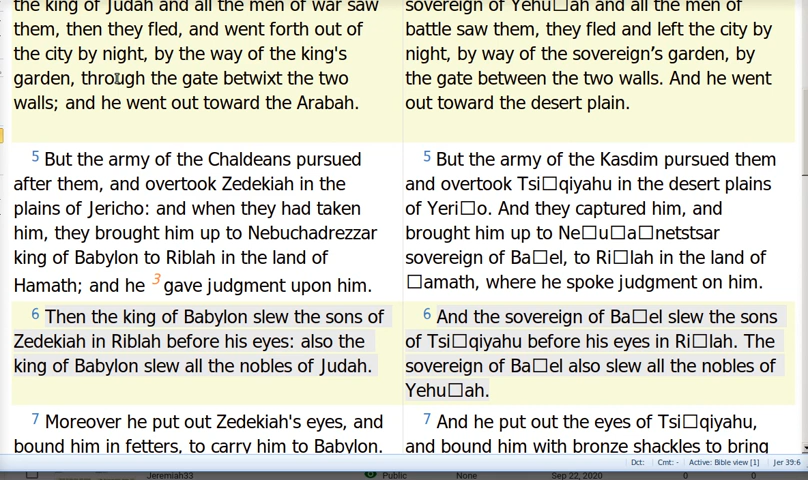 the king of Judah and all the men of war saw
them, then they fled, and went forth out of
the city by night, by the way of the king's
garden, through the gate betwixt the two
walls; and he went out toward the Arabah.
5 But the army of the Chaldeans pursued
after them, and overtook Zedekiah in the
plains of Jericho: and when they had taken
him, they brought him up to Nebuchadrezzar
king of Babylon to Riblah in the land of
Hamath; and he 3 gave judgment upon him.
6 Then the king of Babylon slew the sons of
Zedekiah in Riblah before his eyes: also the
king of Babylon slew all the nobles of Judah.
7 Moreover he put out Zedekiah's eyes, and
bound him in fetters, to carry him to Babylon.
sovereign of Yehu□ah and all the men of
battle saw them, they fled and left the city by
night, by way of the sovereign’s garden, by
the gate between the two walls. And he went
out toward the desert plain.
5 But the army of the Kasdim pursued them
and overtook Tsi□qiyahu in the desert plains
of Yeri□o. And they captured him, and
brought him up to Ne□u□a□netstsar
sovereign of Ba□el, to Ri□lah in the land of
□amath, where he spoke judgment on him.
6 And the sovereign of Ba□el slew the sons
of Tsi□qiyahu before his eyes in Ri□lah. The
sovereign of Ba□el also slew all the nobles of
Yehu□ah.
7 And he put out the eyes of Tsi□qiyahu,
and bound him with bronze shackles to bring
Dct: Cmt: - Active: Bible view [1] Jer 39:6
Jeremiah33 Public None Sep 22, 2020 0 0